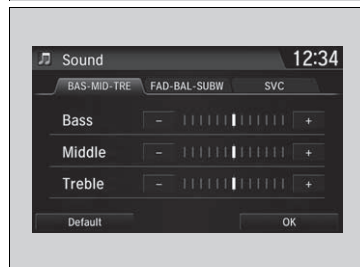 Sound 12:34
BAS-MID-TRE FAD-BAL-SUBW SVC
Bass - +
Middle - +
Treble - +
Default OK